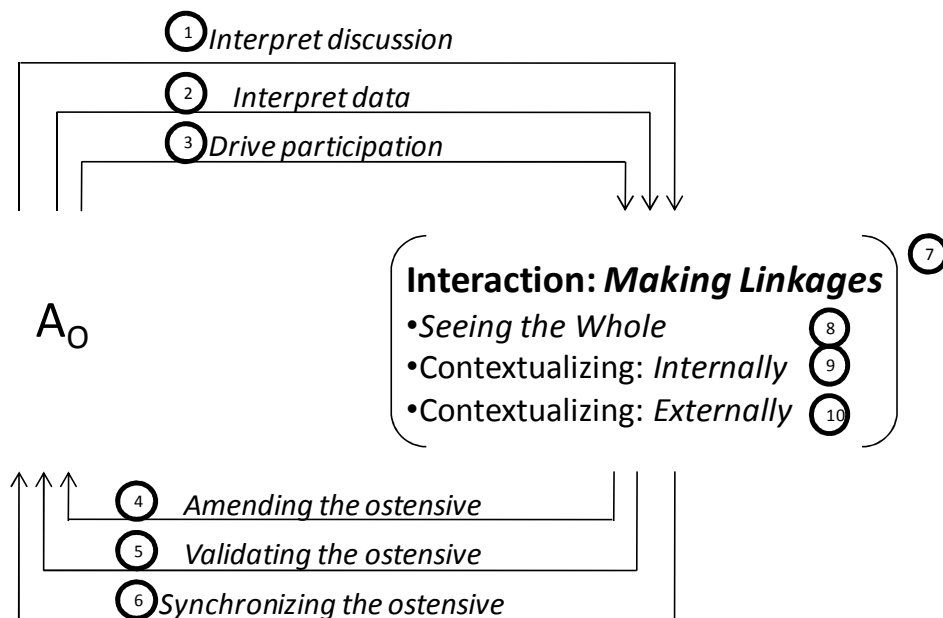 1 Interpret discussion
2 Interpret data
3 Drive participation
7
Interaction: Making Linkages
A₀
•Seeing the Whole 8
•Contextualizing: Internally 9
•Contextualizing: Externally 10
4 Amending the ostensive
5 Validating the ostensive
6 Synchronizing the ostensive